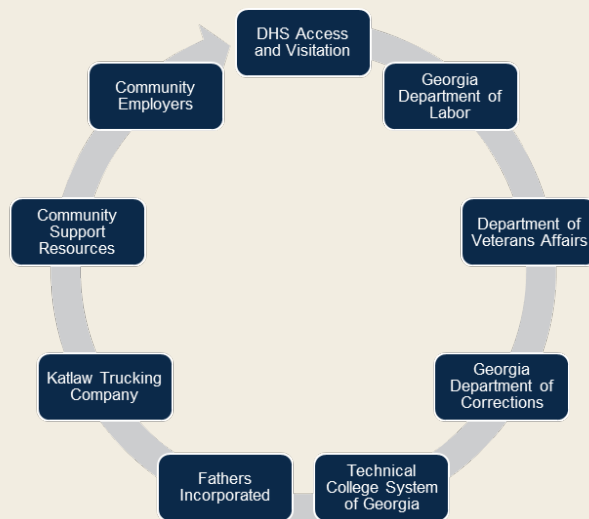 DHS Access
and Visitation
Georgia
Department of
Labor
Department of
Veterans Affairs
Georgia
Department of
Corrections
Technical
College System
of Georgia
Fathers
Incorporated
Katlaw Trucking
Company
Community
Support
Resources
Community
Employers